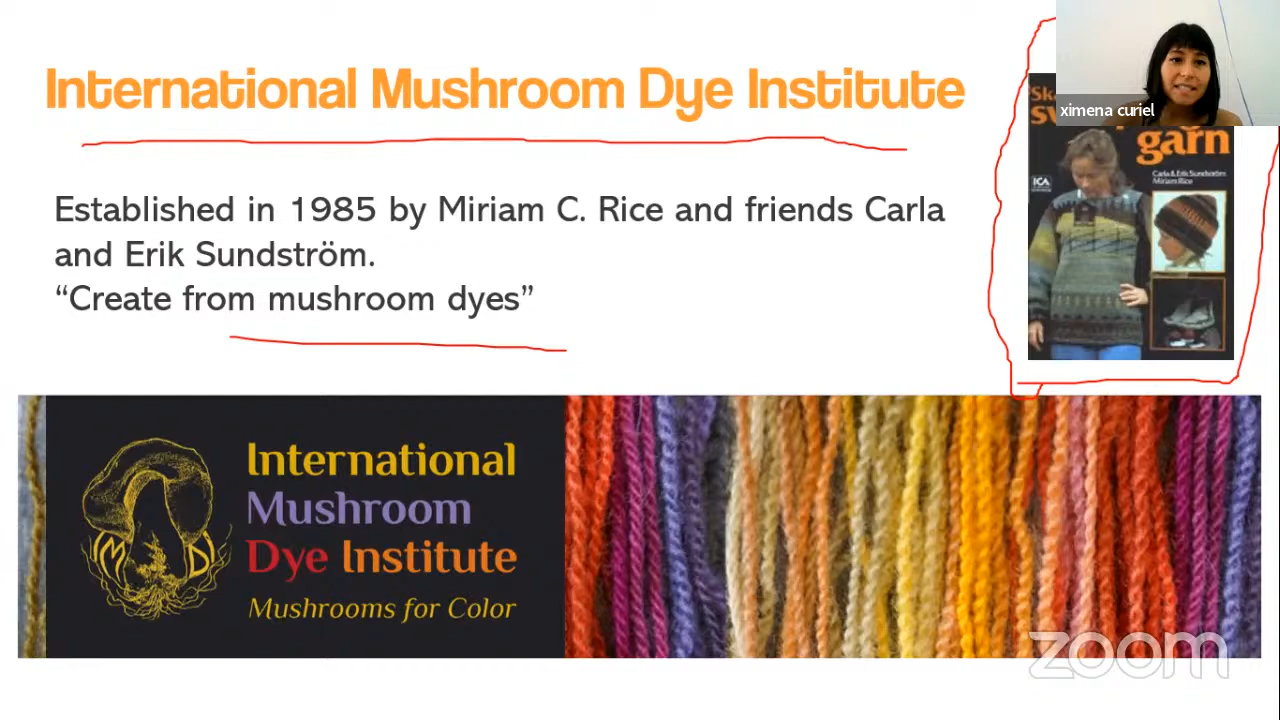 International Mushroom Dye Institute
ximena curiel
garn
ICA
Carla & Erik Sundström
Miriam Rice
Established in 1985 by Miriam C. Rice and friends Carla
and Erik Sundström.
“Create from mushroom dyes”
International
Mushroom
Dye Institute
Mushrooms for Color
zoom